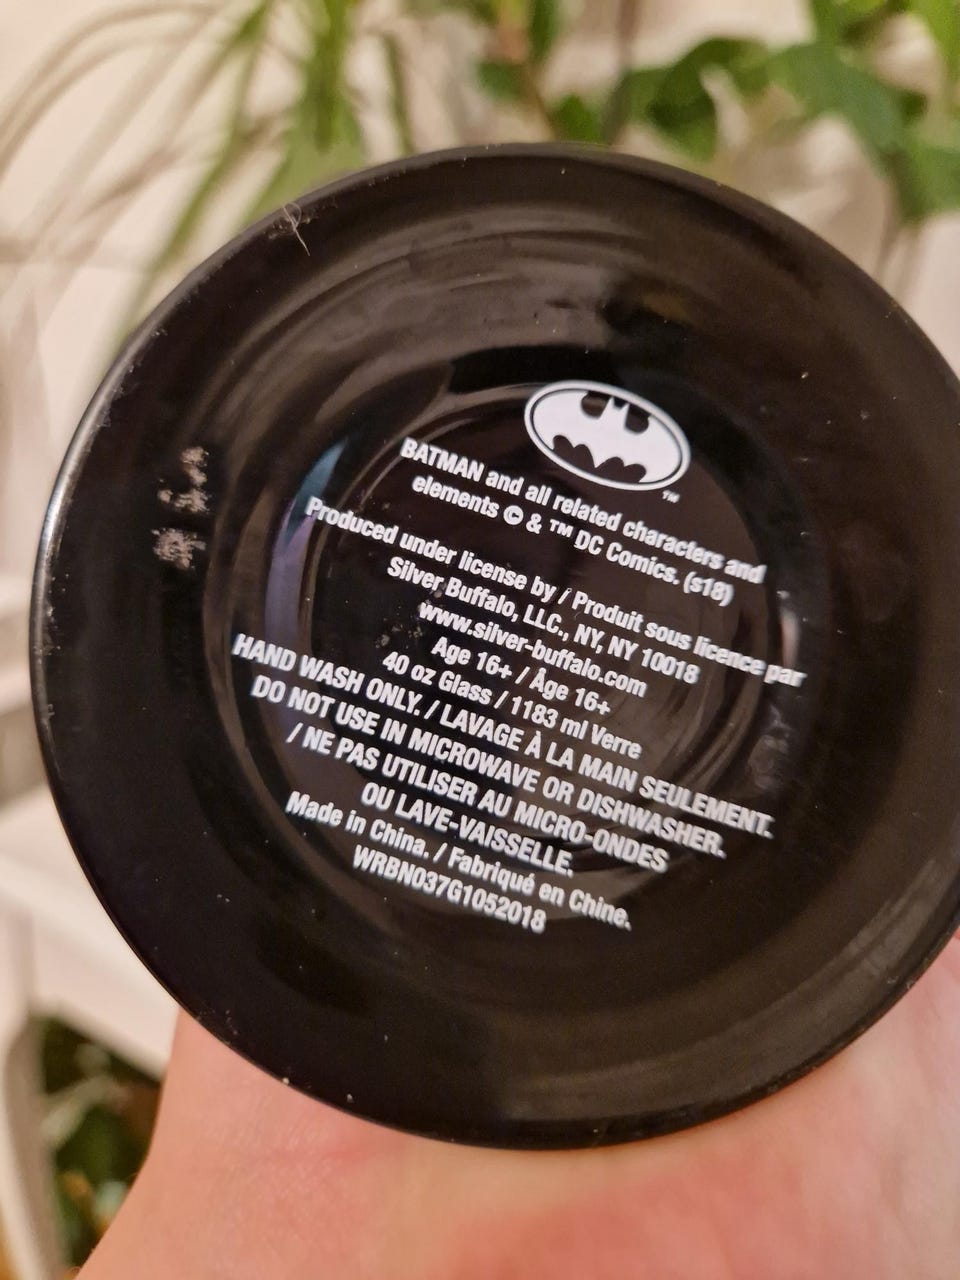 ™
BATMAN and all related characters and
elements © & ™ DC Comics. (s18)
Produced under license by / Produit sous licence par
Silver Buffalo, LLC., NY, NY 10018
www.silver-buffalo.com
Age 16+ / Âge 16+
40 oz Glass / 1183 ml Verre
HAND WASH ONLY. / LAVAGE À LA MAIN SEULEMENT.
DO NOT USE IN MICROWAVE OR DISHWASHER.
/ NE PAS UTILISER AU MICRO-ONDES
OU LAVE-VAISSELLE.
Made in China. / Fabriqué en Chine.
WRBN037G1052018